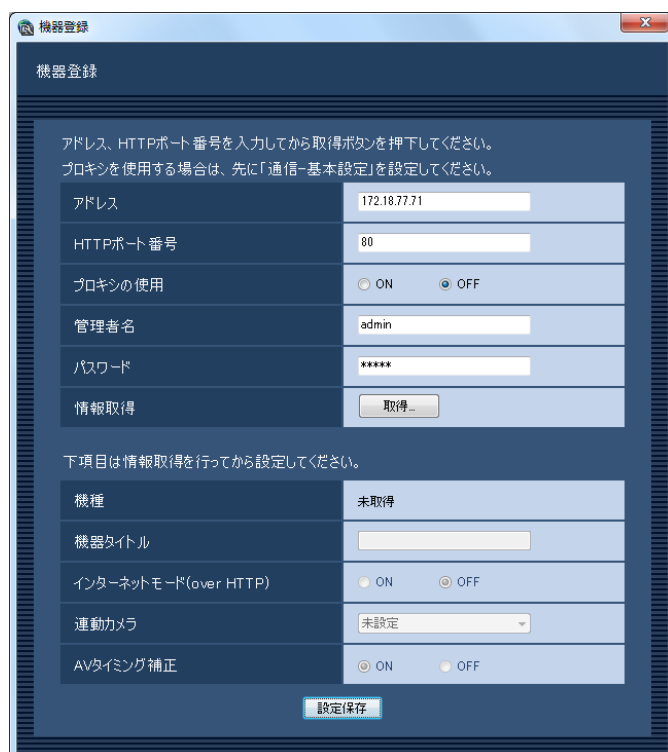 機器登録
機器登録
アドレス、HTTPポート番号を入力してから取得ボタンを押下してください。
プロキシを使用する場合は、先に「通信-基本設定」を設定してください。
アドレス 172.18.77.71
HTTPポート番号 80
プロキシの使用 ON OFF
管理者名 admin
パスワード *****
情報取得 取得...
下項目は情報取得を行ってから設定してください。
機種 未取得
機器タイトル
インターネットモード(over HTTP) ON OFF
連動カメラ 未設定
AVタイミング補正 ON OFF
設定保存